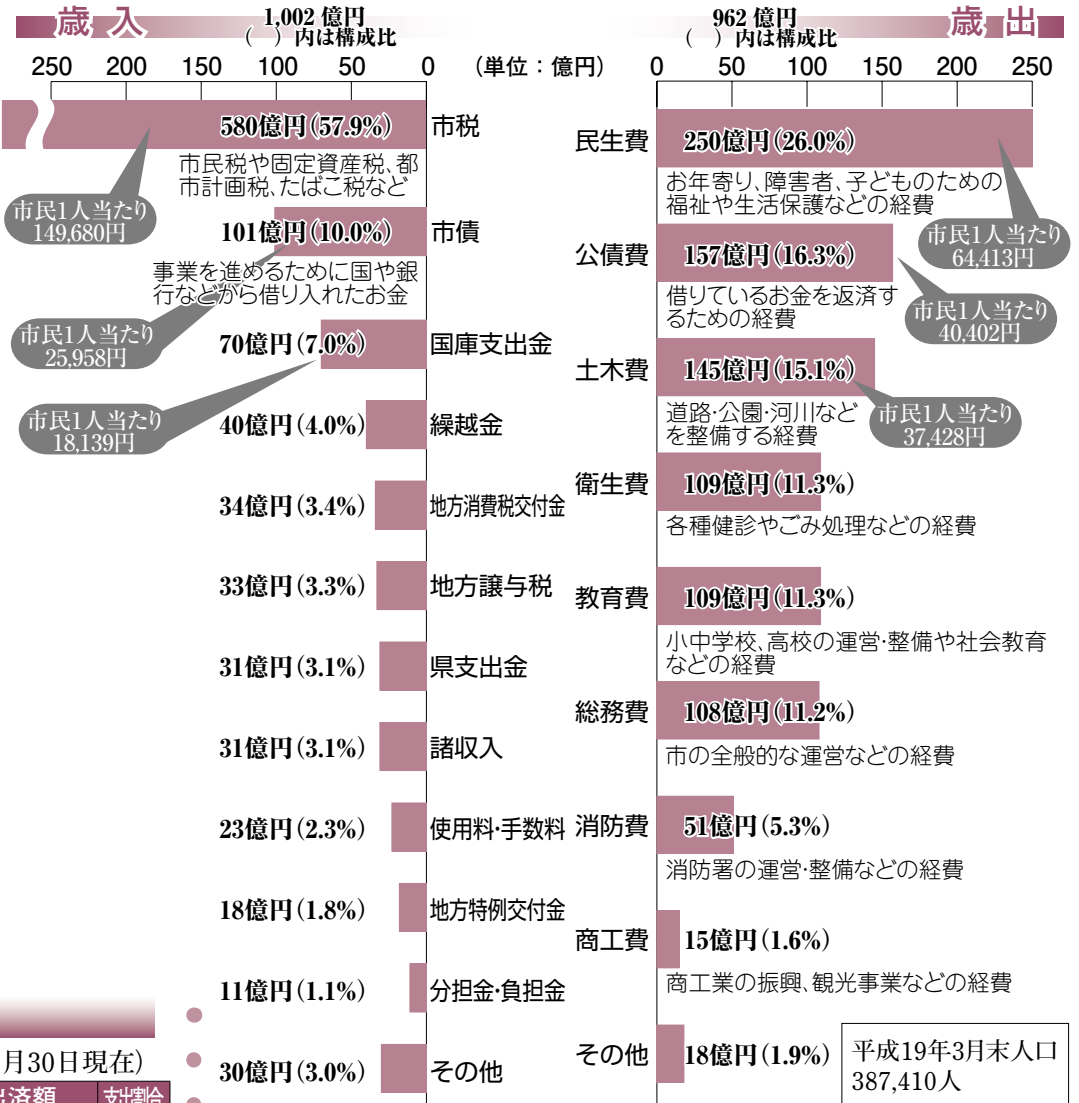 歳入
1,002 億円
（　）内は構成比
250 200 150 100 50 0
(単位：億円)
580億円(57.9%)
市税
市民税や固定資産税、都
市計画税、たばこ税など
市民1人当たり
149,680円
101億円(10.0%)
市債
事業を進めるために国や銀
行などから借り入れたお金
市民1人当たり
25,958円
70億円(7.0%)
国庫支出金
市民1人当たり
18,139円
40億円(4.0%)
繰越金
34億円(3.4%)
地方消費税交付金
33億円(3.3%)
地方譲与税
31億円(3.1%)
県支出金
31億円(3.1%)
諸収入
23億円(2.3%)
使用料・手数料
18億円(1.8%)
地方特例交付金
11億円(1.1%)
分担金・負担金
30億円(3.0%)
その他
歳出
962 億円
（　）内は構成比
0 50 100 150 200 250
民生費
250億円(26.0%)
お年寄り、障害者、子どものための
福祉や生活保護などの経費
市民1人当たり
64,413円
公債費
157億円(16.3%)
借りているお金を返済す
るための経費
市民1人当たり
40,402円
土木費
145億円(15.1%)
道路・公園・河川など
を整備する経費
市民1人当たり
37,428円
衛生費
109億円(11.3%)
各種健診やごみ処理などの経費
教育費
109億円(11.3%)
小中学校、高校の運営・整備や社会教育
などの経費
総務費
108億円(11.2%)
市の全般的な運営などの経費
消防費
51億円(5.3%)
消防署の運営・整備などの経費
商工費
15億円(1.6%)
商工業の振興、観光事業などの経費
その他
18億円(1.9%)
平成19年3月末人口
387,410人
月30日現在）
済額
支出割合